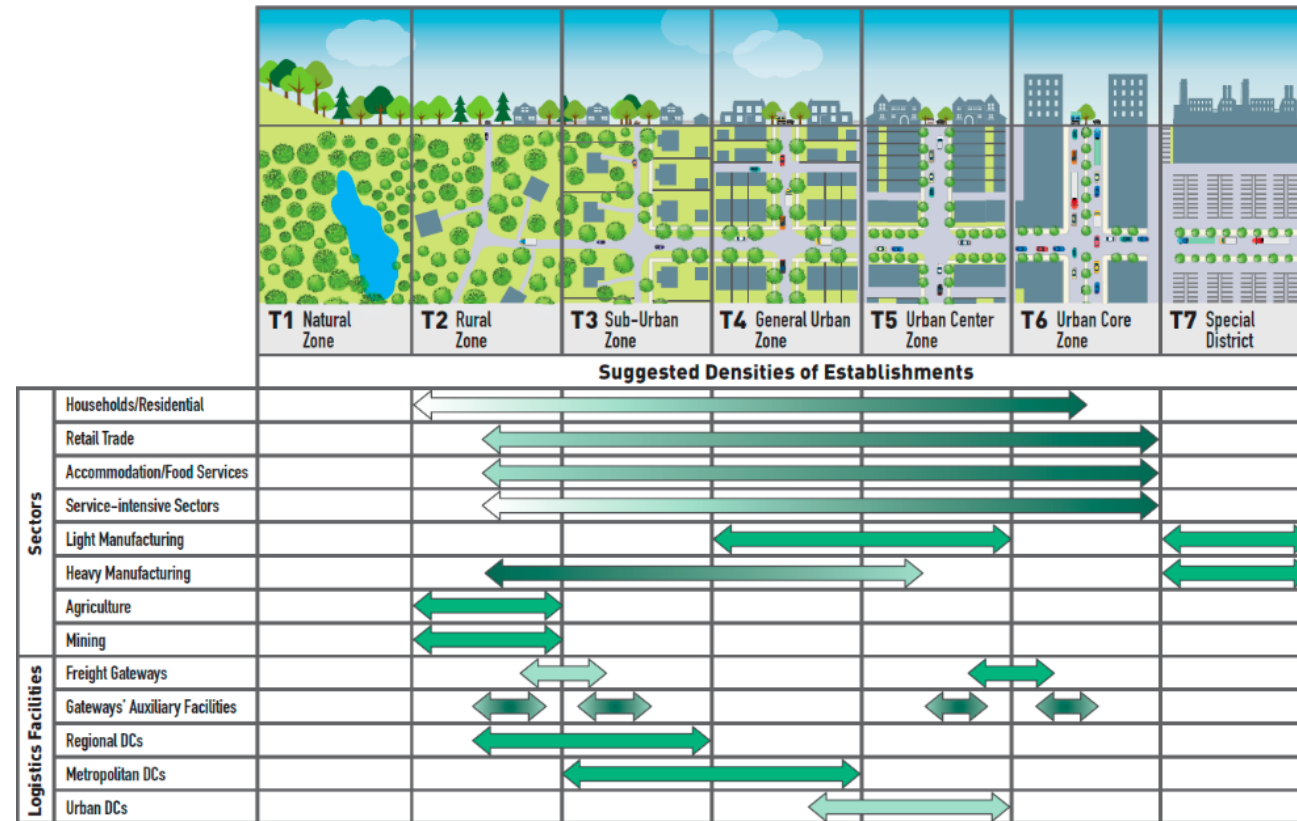 T1 Natural Zone
T2 Rural Zone
T3 Sub-Urban Zone
T4 General Urban Zone
T5 Urban Center Zone
T6 Urban Core Zone
T7 Special District
Suggested Densities of Establishments
Sectors
Households/Residential
Retail Trade
Accommodation/Food Services
Service-intensive Sectors
Light Manufacturing
Heavy Manufacturing
Agriculture
Mining
Logistics Facilities
Freight Gateways
Gateways' Auxiliary Facilities
Regional DCs
Metropolitan DCs
Urban DCs